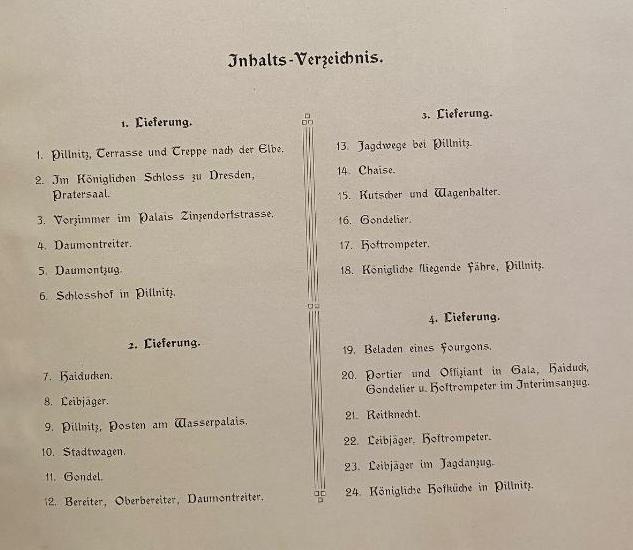 Inhalts-Verzeichnis.
1. Lieferung.
1. Pillnitz, Terrasse und Treppe nach der Elbe.
2. Im Königlichen Schloss zu Dresden,
Pratersaal.
3. Vorzimmer im Palais Zinzendorfstrasse.
4. Daumontreiter.
5. Daumontzug.
6. Schlosshof in Pillnitz.
2. Lieferung.
7. Haiducken.
8. Leibjäger.
9. Pillnitz, Posten am Wasserpalais.
10. Stadtwagen.
11. Gondel.
12. Bereiter, Oberbereiter, Daumontreiter.
3. Lieferung.
13. Jagdwege bei Pillnitz.
14. Chaise.
15. Kutscher und Wagenhalter.
16. Gondelier.
17. Hoftrompeter.
18. Königliche fliegende Fähre, Pillnitz.
4. Lieferung.
19. Beladen eines Fourgons.
20. Portier und Offiziant in Gala, Haiduck,
Gondelier u. Hoftrompeter im Interimsanzug.
21. Reitknecht.
22. Leibjäger, Hoftrompeter.
23. Leibjäger im Jagdanzug.
24. Königliche Hofküche in Pillnitz.